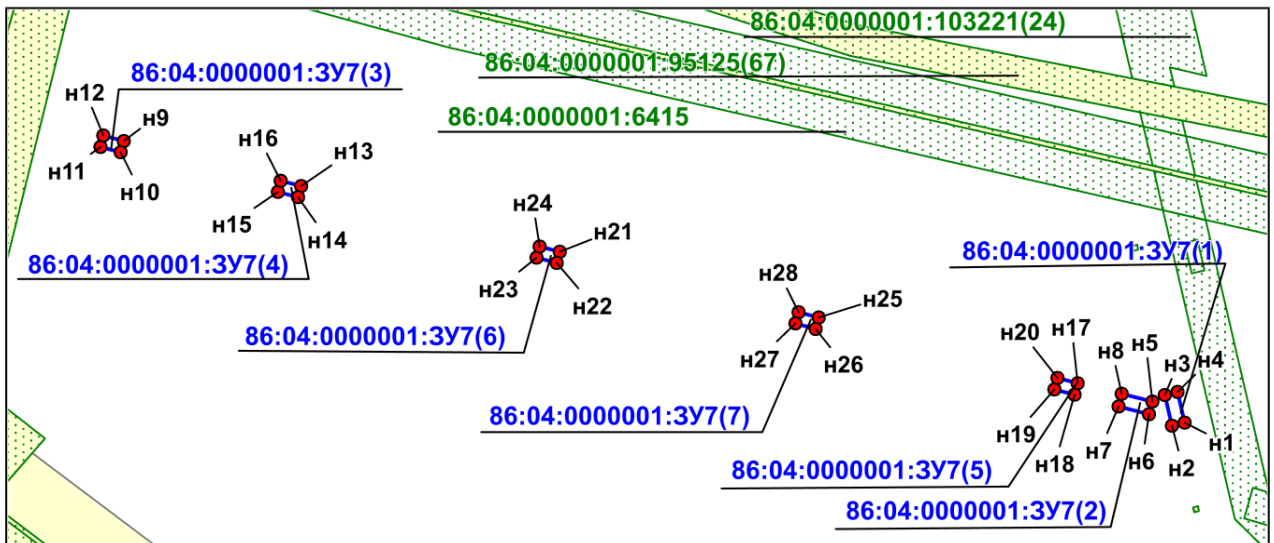 86:04:0000001:103221(24)
86:04:0000001:95125(67)
86:04:0000001:ЗУ7(3)
н12
н9
86:04:0000001:6415
н16
н13
н11
н10
н24
н15
н14
н21
86:04:0000001:ЗУ7(1)
86:04:0000001:ЗУ7(4)
н28
н23
н22
н25
86:04:0000001:ЗУ7(6)
н20
н17
н5
н8
н3
н4
н27
н26
86:04:0000001:ЗУ7(7)
н19
н1
н7
н18
н6
н2
86:04:0000001:ЗУ7(5)
86:04:0000001:ЗУ7(2)